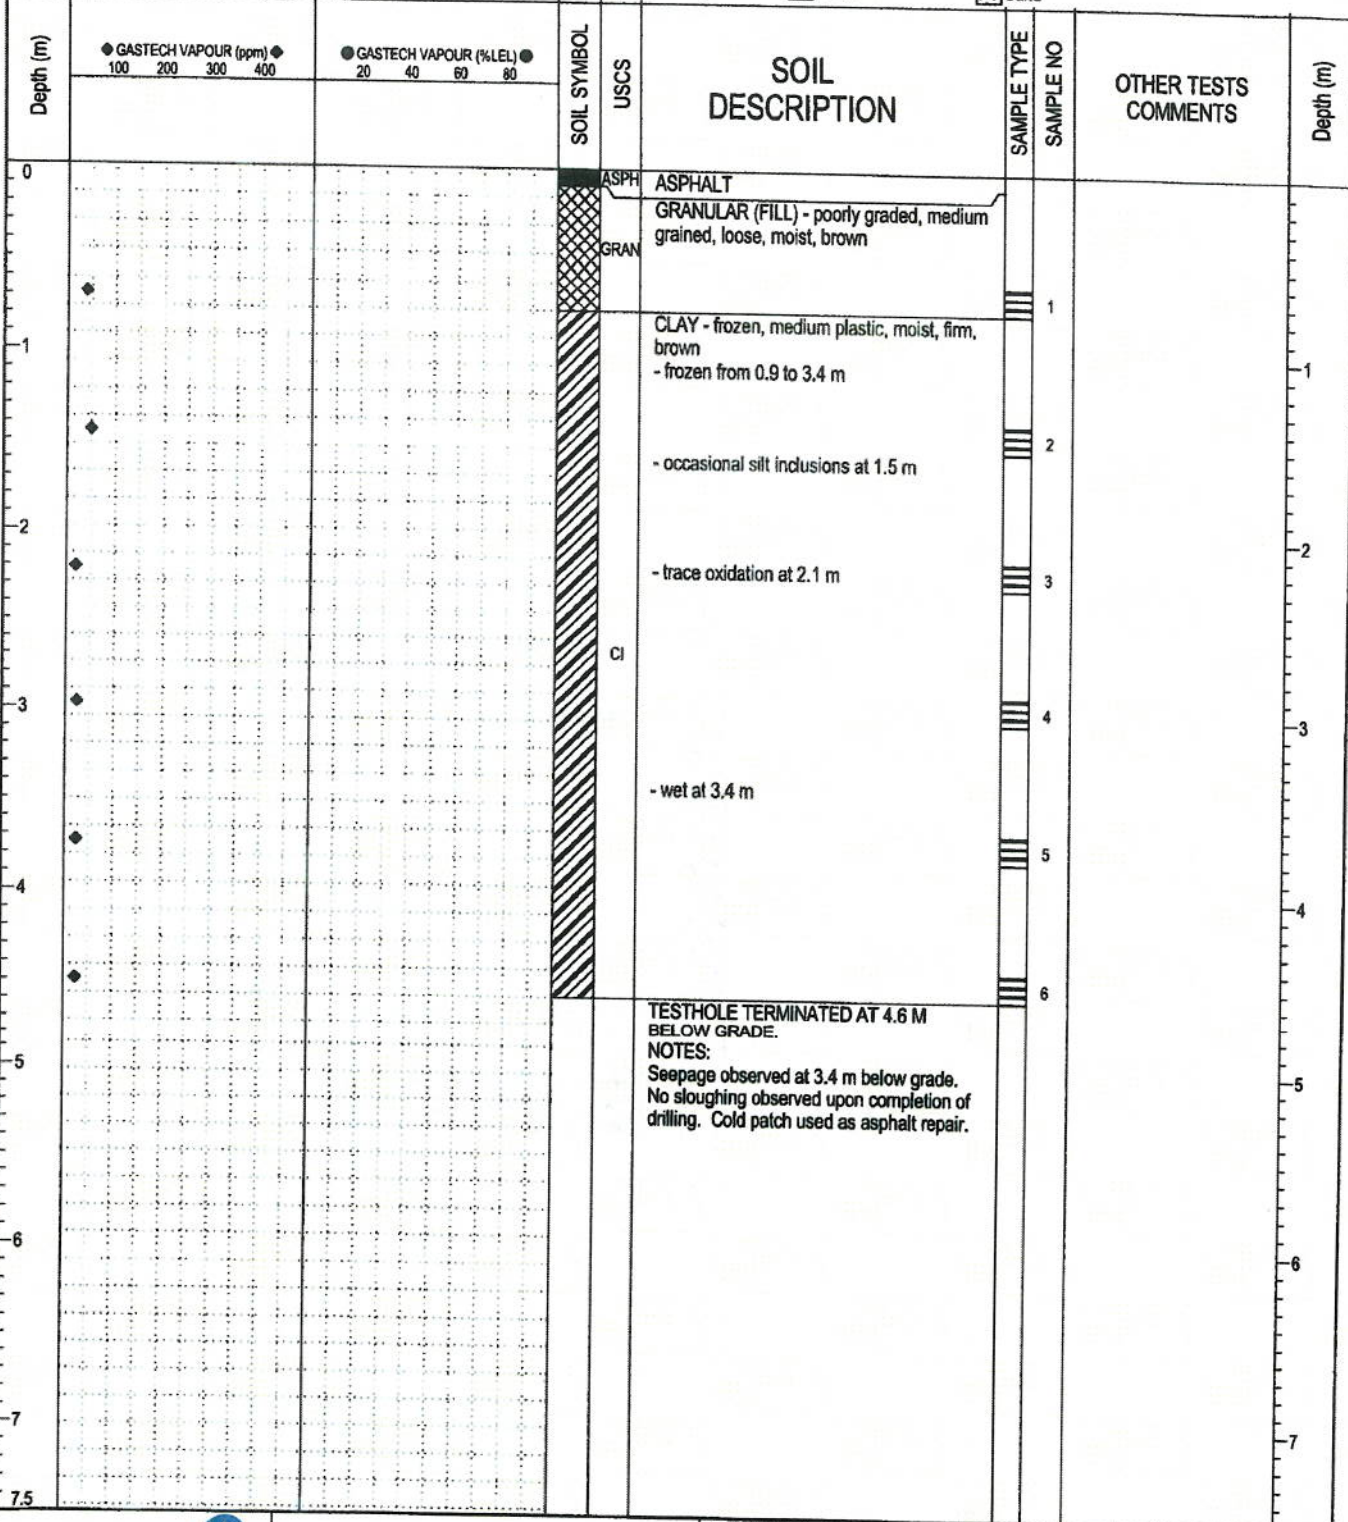 Depth (m)
◆ GASTECH VAPOUR (ppm) ◆
100 200 300 400
● GASTECH VAPOUR (%LEL) ●
20 40 60 80
SOIL SYMBOL
USCS
SOIL
DESCRIPTION
SAMPLE TYPE
SAMPLE NO
OTHER TESTS
COMMENTS
Depth (m)
0
ASPH
ASPHALT
GRANULAR (FILL) - poorly graded, medium
grained, loose, moist, brown
GRAN
1
CLAY - frozen, medium plastic, moist, firm,
brown
- frozen from 0.9 to 3.4 m
1
1
2
- occasional silt inclusions at 1.5 m
2
2
- trace oxidation at 2.1 m
3
CI
3
4
3
- wet at 3.4 m
5
4
4
6
TESTHOLE TERMINATED AT 4.6 M
BELOW GRADE.
NOTES:
Seepage observed at 3.4 m below grade.
No sloughing observed upon completion of
drilling. Cold patch used as asphalt repair.
5
5
6
6
7
7
7.5